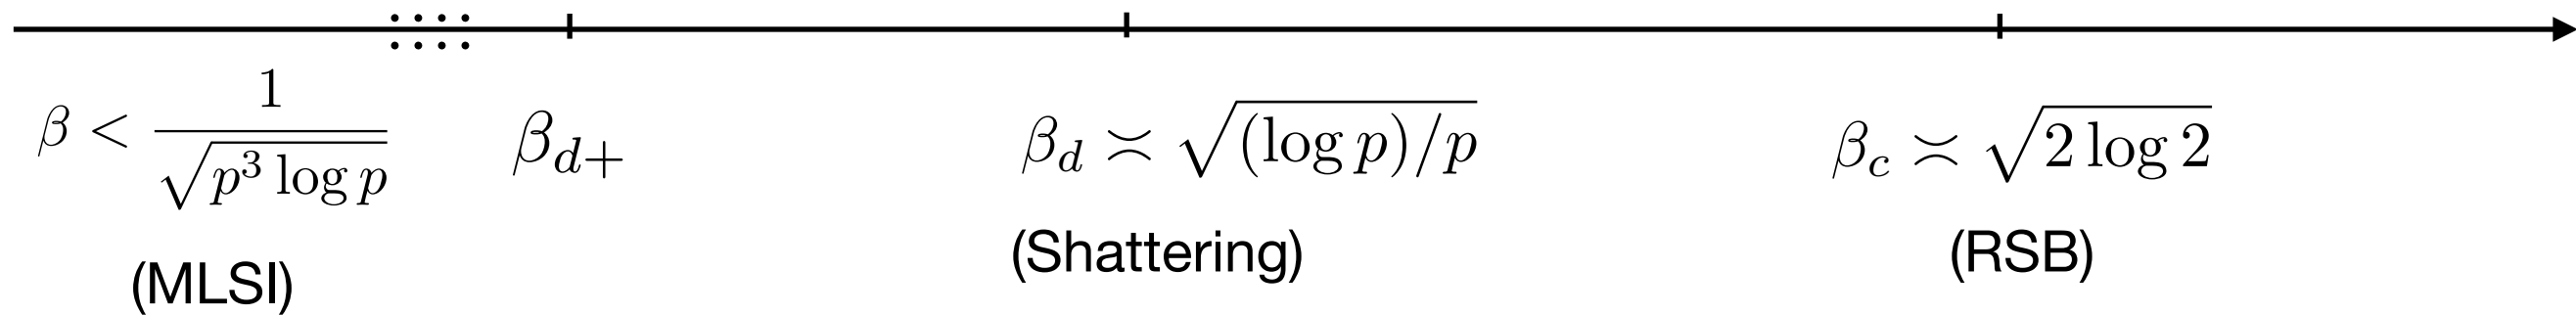 β < 1/√(p³ log p)
β_{d+}
β_d ≍ √((log p)/p)
β_c ≍ √(2 log 2)
(MLSI)
(Shattering)
(RSB)